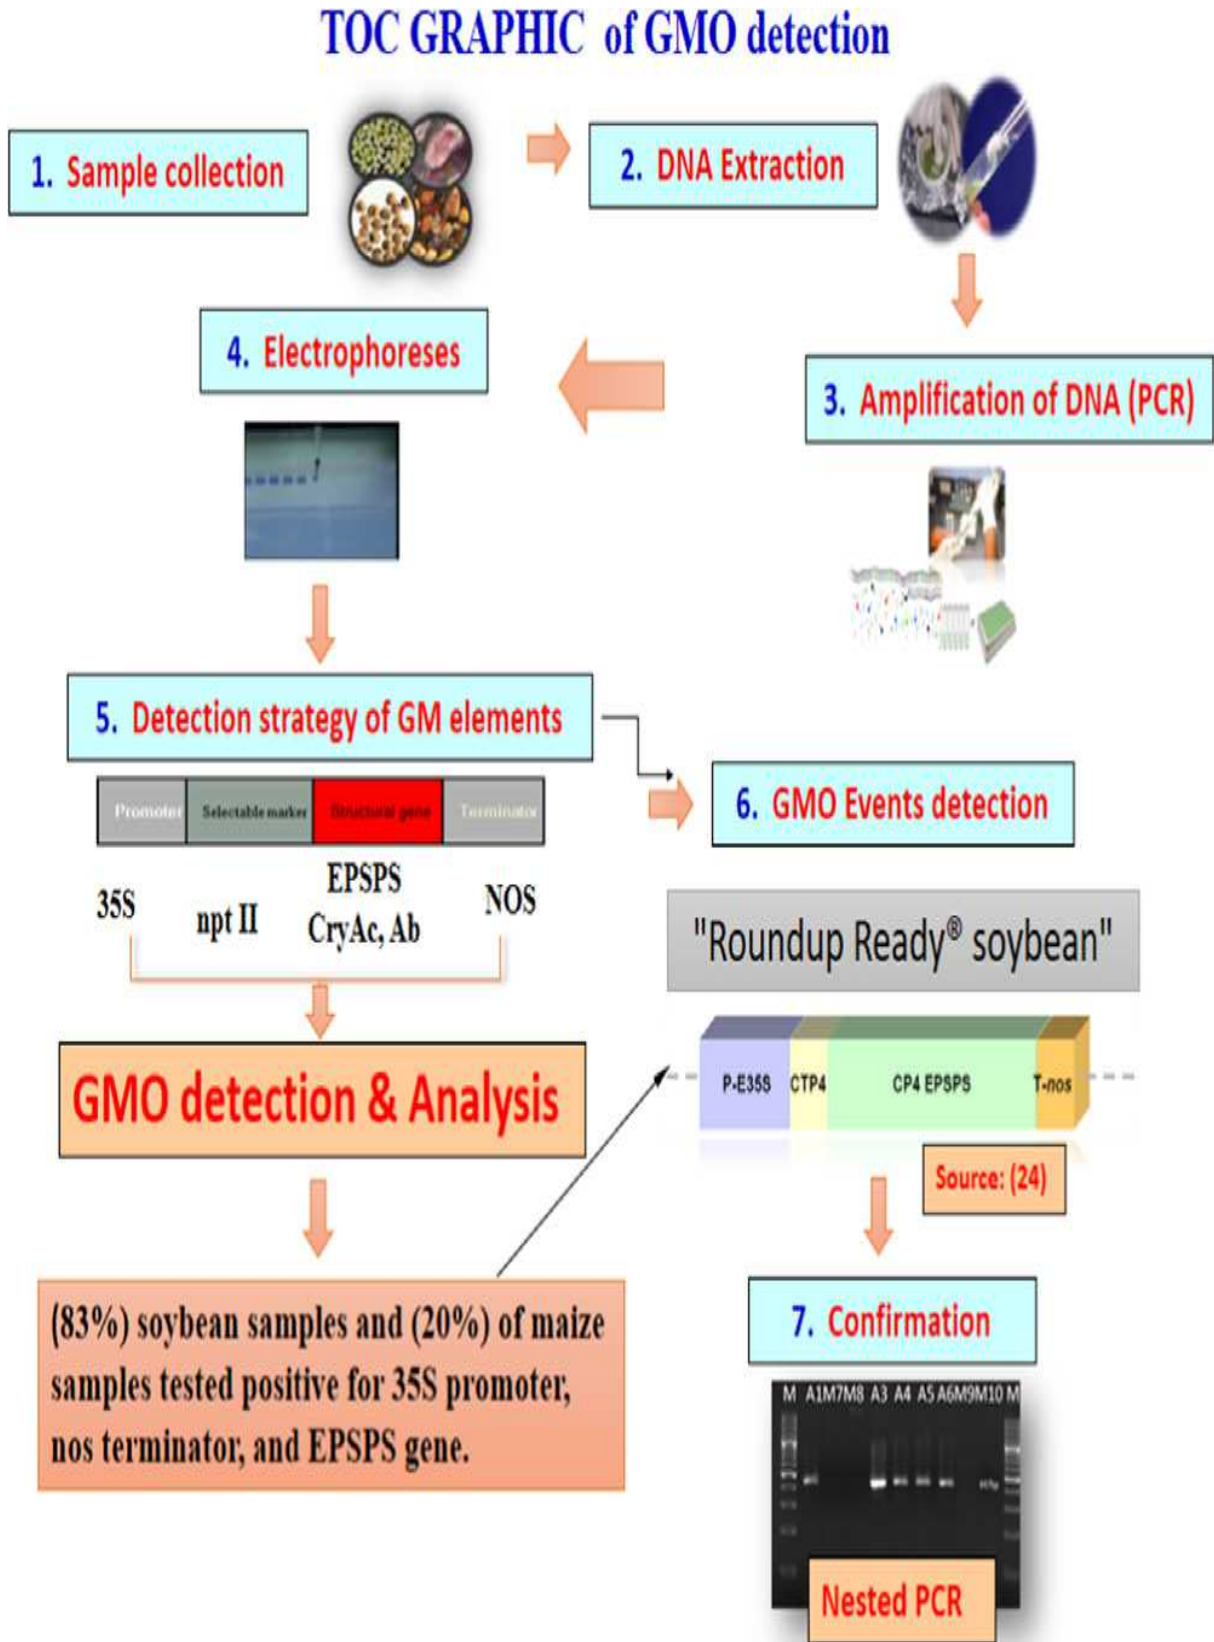 TOC GRAPHIC of GMO detection
1. Sample collection
2. DNA Extraction
3. Amplification of DNA (PCR)
4. Electrophoreses
5. Detection strategy of GM elements
Promoter Selectable marker Structural gene Terminator
35S npt II EPSPS NOS
CryAc, Ab
GMO detection & Analysis
(83%) soybean samples and (20%) of maize
samples tested positive for 35S promoter,
nos terminator, and EPSPS gene.
6. GMO Events detection
"Roundup Ready® soybean"
P-E35S CTP4 CP4 EPSPS T-nos
Source: (24)
7. Confirmation
M A1M7M8 A3 A4 A5 A6M9M10 M
Nested PCR